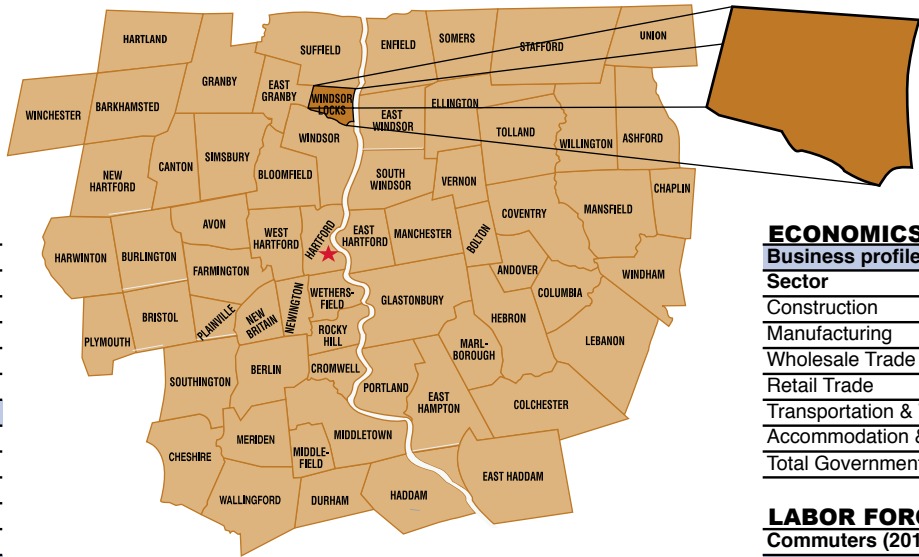 HARTLAND
SUFFIELD
ENFIELD
SOMERS
STAFFORD
UNION
WINCHESTER
BARKHAMSTED
GRANBY
EAST
GRANBY
WINDSOR
LOCKS
EAST
WINDSOR
ELLINGTON
WINDSOR
TOLLAND
WILLINGTON
ASHFORD
NEW
HARTFORD
CANTON
SIMSBURY
BLOOMFIELD
SOUTH
WINDSOR
VERNON
CHAPLIN
MANSFIELD
COVENTRY
AVON
WEST
HARTFORD
HARTFORD
EAST
HARTFORD
MANCHESTER
BOLTON
HARWINTON
BURLINGTON
FARMINGTON
ANDOVER
COLUMBIA
WINDHAM
PLYMOUTH
BRISTOL
PLAINVILLE
NEW
BRITAIN
NEWINGTON
WETHERS-
FIELD
GLASTONBURY
HEBRON
LEBANON
ROCKY
HILL
MARL-
BOROUGH
SOUTHINGTON
BERLIN
CROMWELL
PORTLAND
EAST
HAMPTON
COLCHESTER
CHESHIRE
MERIDEN
MIDDLE-
FIELD
MIDDLETOWN
WALLINGFORD
DURHAM
HADDAM
EAST HADDAM
ECONOMICS
Business profile
Sector
Construction
Manufacturing
Wholesale Trade
Retail Trade
Transportation &
Accommodation &
Total Government
LABOR FORC
Commuters (201